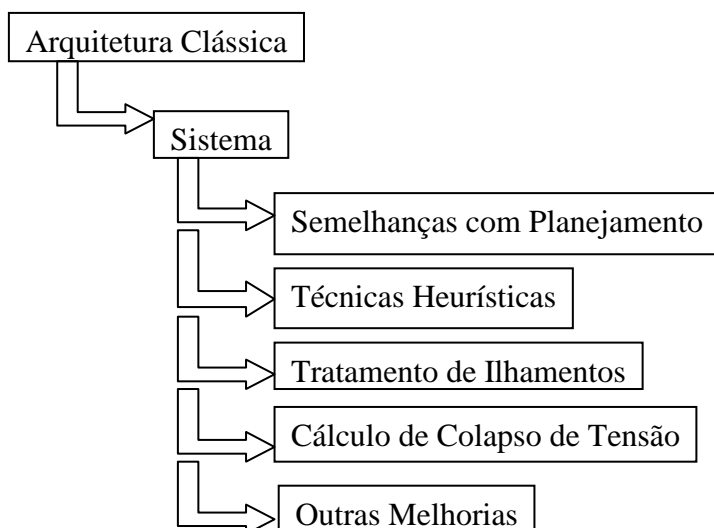 Arquitetura Clássica
Sistema
Semelhanças com Planejamento
Técnicas Heurísticas
Tratamento de Ilhamentos
Cálculo de Colapso de Tensão
Outras Melhorias